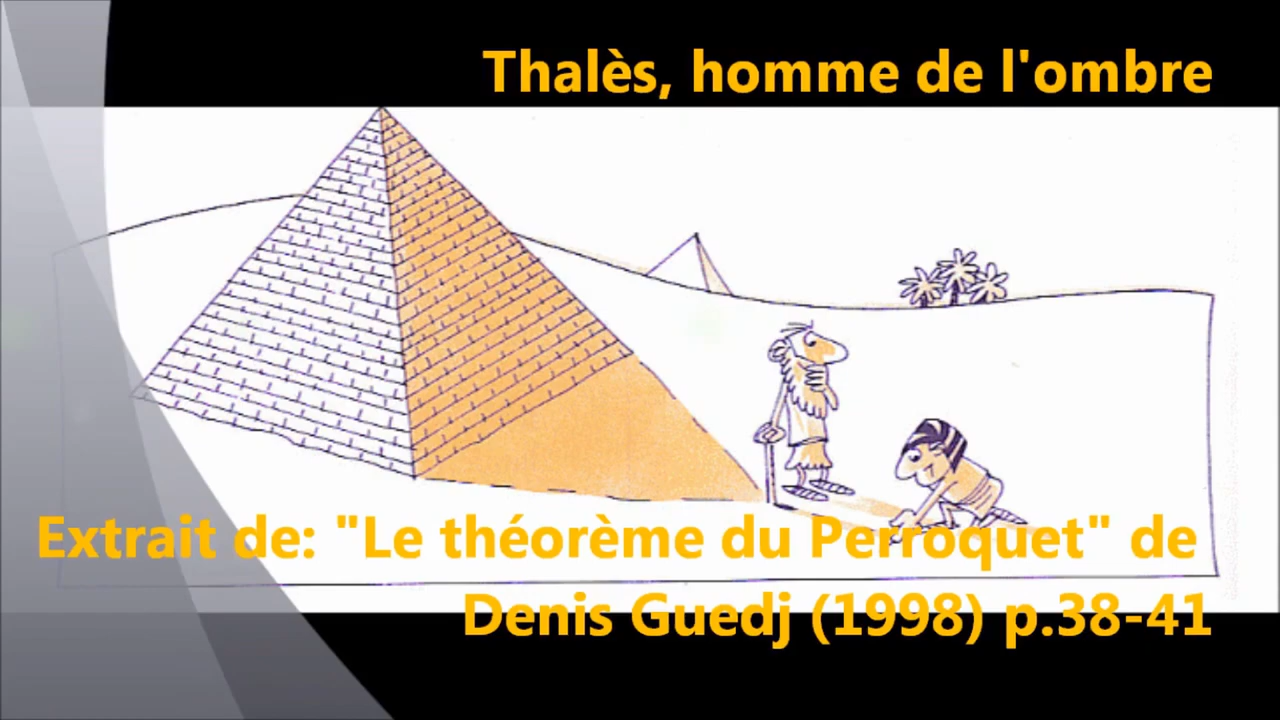 Thalès, homme de l'ombre
Extrait de: "Le théorème du Perroquet" de
Denis Guedj (1998) p.38-41